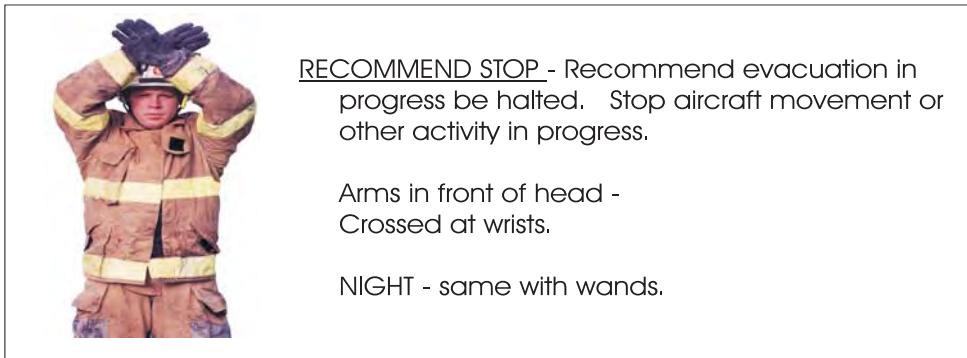 RECOMMEND STOP - Recommend evacuation in
progress be halted. Stop aircraft movement or
other activity in progress.
Arms in front of head -
Crossed at wrists.
NIGHT - same with wands.